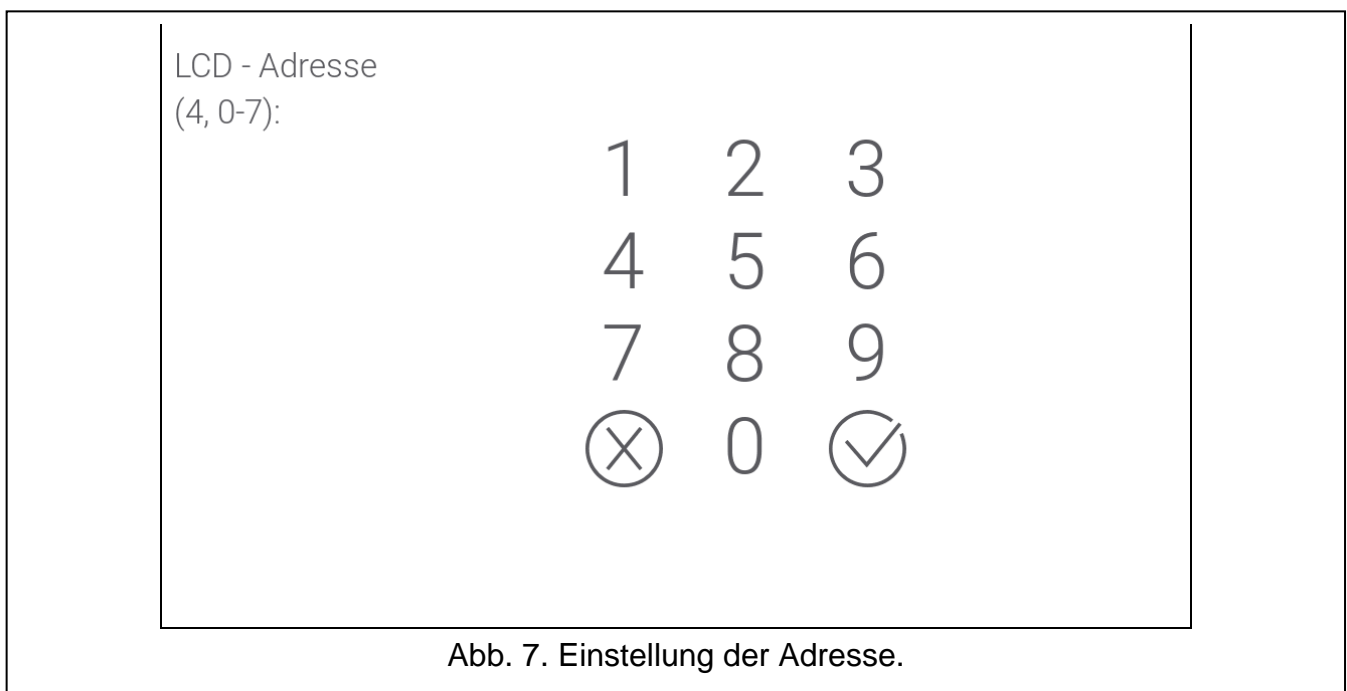 LCD - Adresse
(4, 0-7):
1 2 3
4 5 6
7 8 9
0
Abb. 7. Einstellung der Adresse.